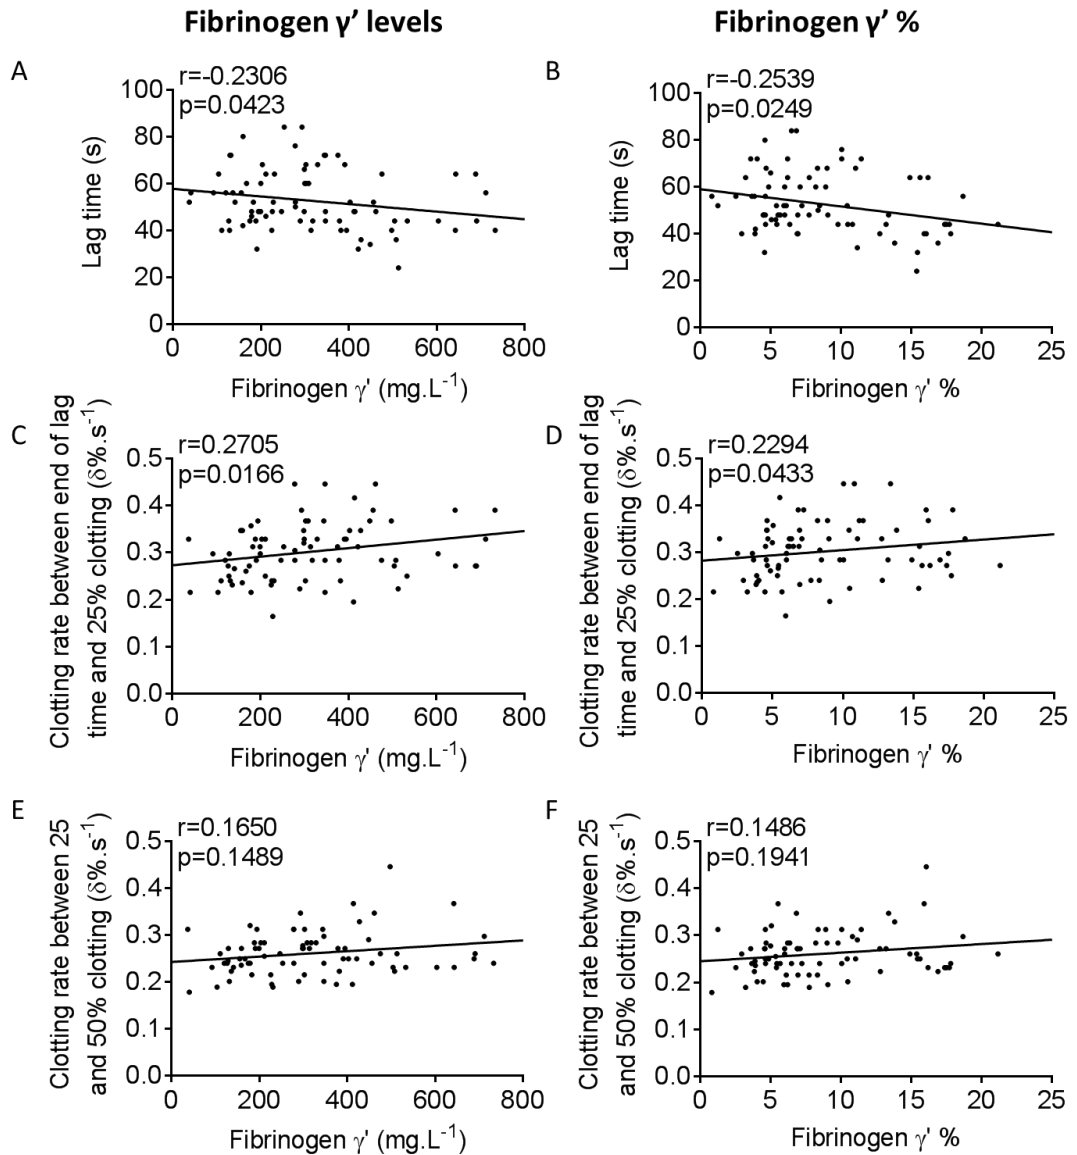 Fibrinogen γ’ levels
Fibrinogen γ’ %
A
r=-0.2306
p=0.0423
100
80
60
40
20
0
Lag time (s)
0 200 400 600 800
Fibrinogen γ' (mg.L-1)
B
r=-0.2539
p=0.0249
100
80
60
40
20
0
Lag time (s)
0 5 10 15 20 25
Fibrinogen γ' %
C
r=0.2705
p=0.0166
0.5
0.4
0.3
0.2
0.1
0.0
Clotting rate between end of lag
time and 25% clotting (δ%.s-1)
0 200 400 600 800
Fibrinogen γ' (mg.L-1)
D
r=0.2294
p=0.0433
0.5
0.4
0.3
0.2
0.1
0.0
Clotting rate between end of lag
time and 25% clotting (δ%.s-1)
0 5 10 15 20 25
Fibrinogen γ' %
E
r=0.1650
p=0.1489
0.5
0.4
0.3
0.2
0.1
0.0
Clotting rate between 25
and 50% clotting (δ%.s-1)
0 200 400 600 800
Fibrinogen γ' (mg.L-1)
F
r=0.1486
p=0.1941
0.5
0.4
0.3
0.2
0.1
0.0
Clotting rate between 25
and 50% clotting (δ%.s-1)
0 5 10 15 20 25
Fibrinogen γ' %